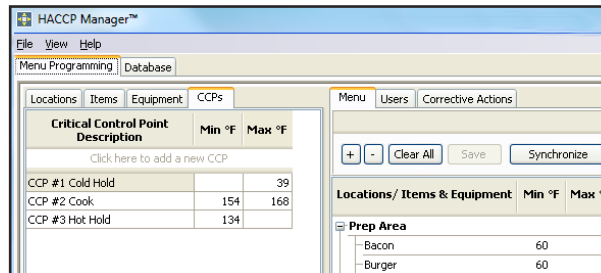 HACCP Manager™
File View Help
Menu Programming Database
Locations Items Equipment CCPs
Critical Control Point Description Min °F Max °F
Click here to add a new CCP
CCP #1 Cold Hold 39
CCP #2 Cook 154 168
CCP #3 Hot Hold 134
Menu Users Corrective Actions
+ - Clear All Save Synchronize
Locations/ Items & Equipment Min °F Max
Prep Area
Bacon 60
Burger 60